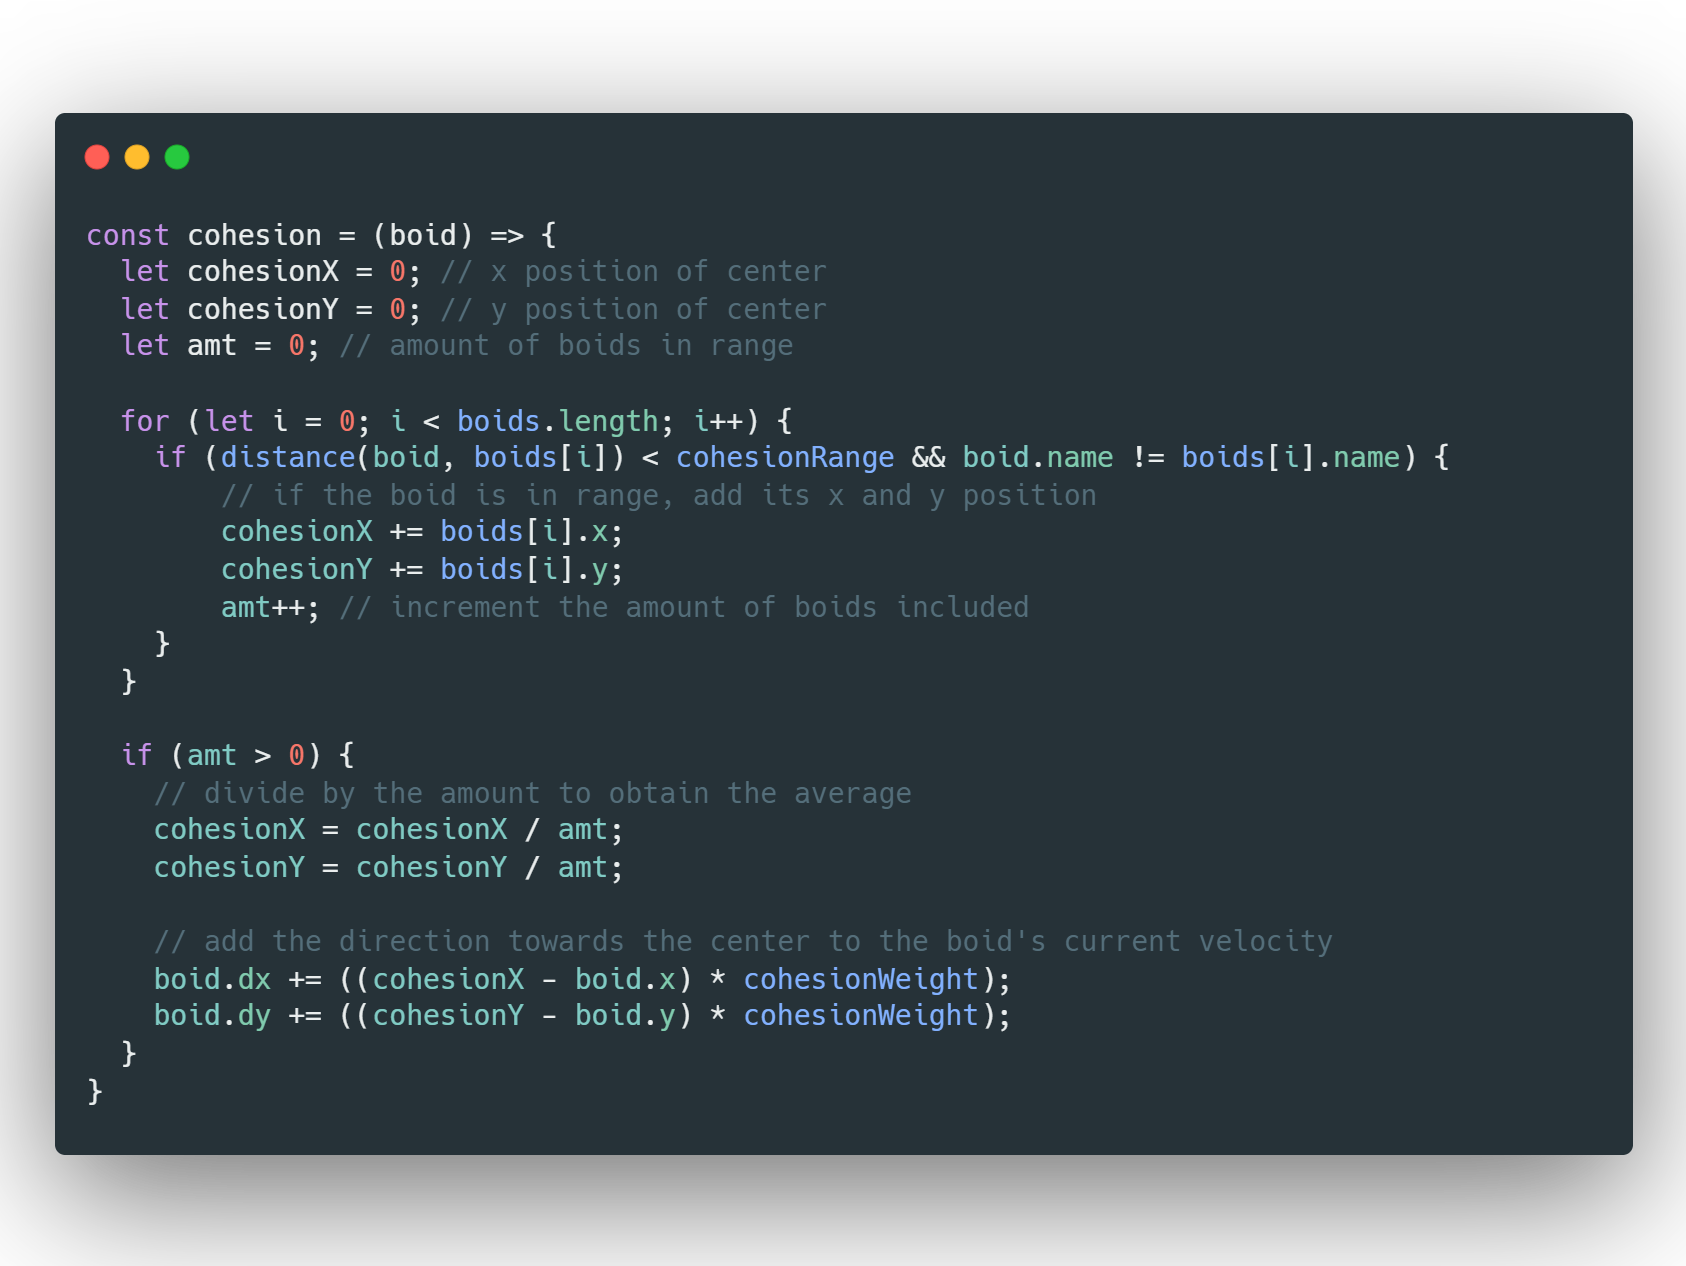 const cohesion = (boid) => {
  let cohesionX = 0; // x position of center
  let cohesionY = 0; // y position of center
  let amt = 0; // amount of boids in range

  for (let i = 0; i < boids.length; i++) {
    if (distance(boid, boids[i]) < cohesionRange && boid.name != boids[i].name) {
        // if the boid is in range, add its x and y position
        cohesionX += boids[i].x;
        cohesionY += boids[i].y;
        amt++; // increment the amount of boids included
    }
  }

  if (amt > 0) {
    // divide by the amount to obtain the average
    cohesionX = cohesionX / amt;
    cohesionY = cohesionY / amt;

    // add the direction towards the center to the boid's current velocity
    boid.dx += ((cohesionX - boid.x) * cohesionWeight);
    boid.dy += ((cohesionY - boid.y) * cohesionWeight);
  }
}